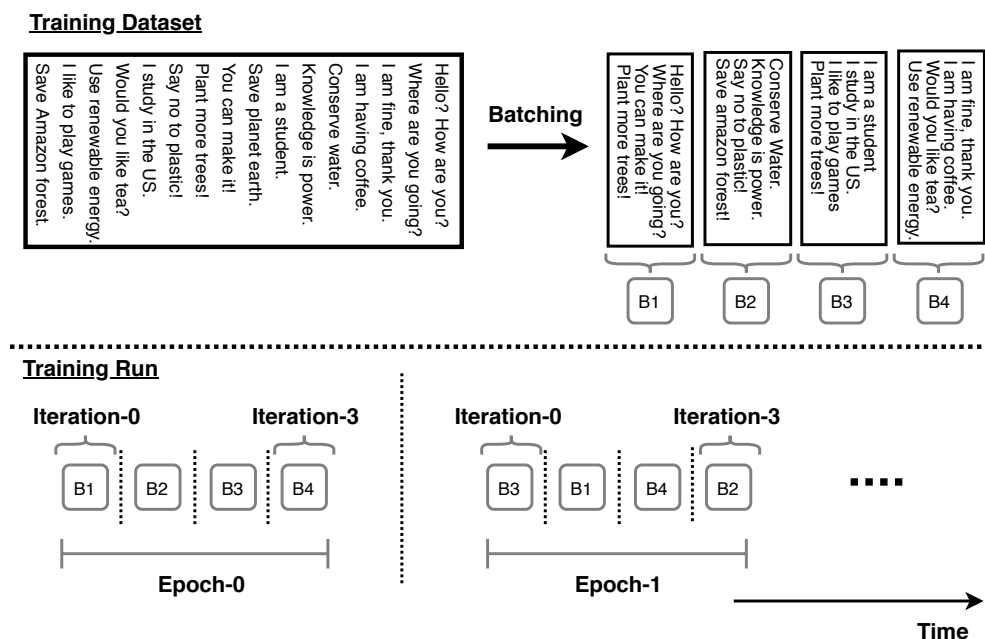 Training Dataset
Hello? How are you?
Where are you going?
I am fine, thank you.
I am having coffee.
Conserve water.
Knowledge is power.
I am a student.
Save planet earth.
You can make it!
Plant more trees!
Say no to plastic!
I study in the US.
Would you like tea?
Use renewable energy.
I like to play games.
Save Amazon forest.
Batching
Hello? How are you?
Where are you going?
You can make it!
Plant more trees!
Conserve Water.
Knowledge is power.
Say no to plastic!
Save amazon forest!
I am a student
I study in the US.
I like to play games
Plant more trees!
I am fine, thank you.
I am having coffee.
Would you like tea?
Use renewable energy.
B1
B2
B3
B4
Training Run
Iteration-0
Iteration-3
B1
B2
B3
B4
Epoch-0
Iteration-0
Iteration-3
B3
B1
B4
B2
Epoch-1
Time